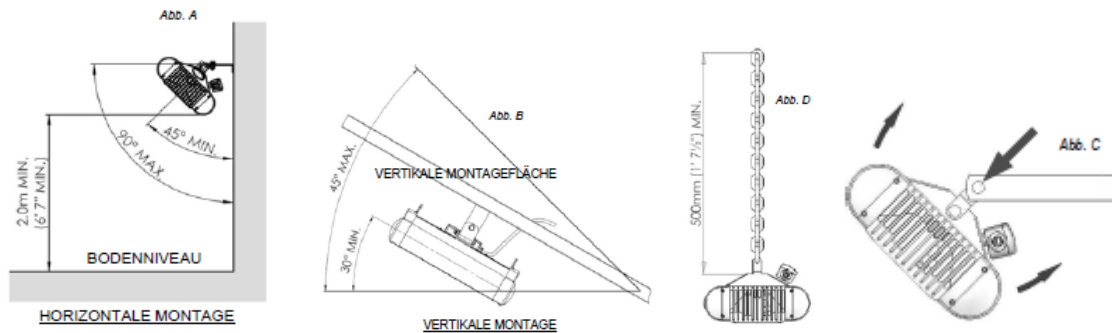 Abb. A
45° MIN.
90° MAX.
2.0m MIN.
(6' 7" MIN.)
BODENNIVEAU
HORIZONTALE MONTAGE
Abb. B
45° MAX.
VERTIKALE MONTAGEFLÄCHE
30° MIN.
VERTIKALE MONTAGE
Abb. D
500mm (1' 7½") MIN.
Abb. C